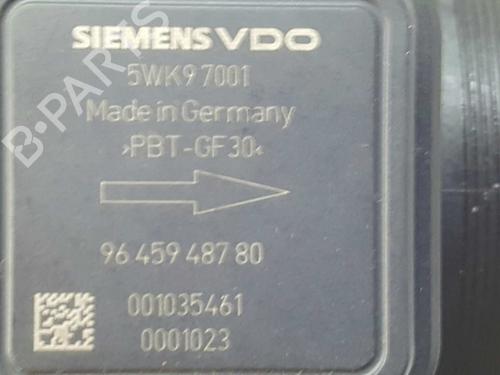 SIEMENS VDO
5WK9 7001
Made in Germany
›PBT-GF30‹
96 459 487 80
001035461
0001023
B-PARTS